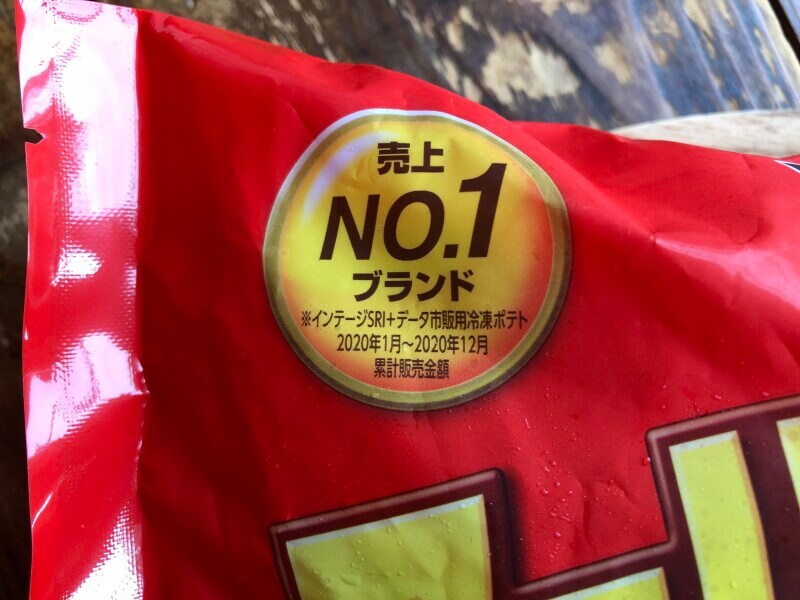 売上
NO.1
ブランド
※インテージSRI+データ市販用冷凍ポテト
2020年1月～2020年12月
累計販売金額